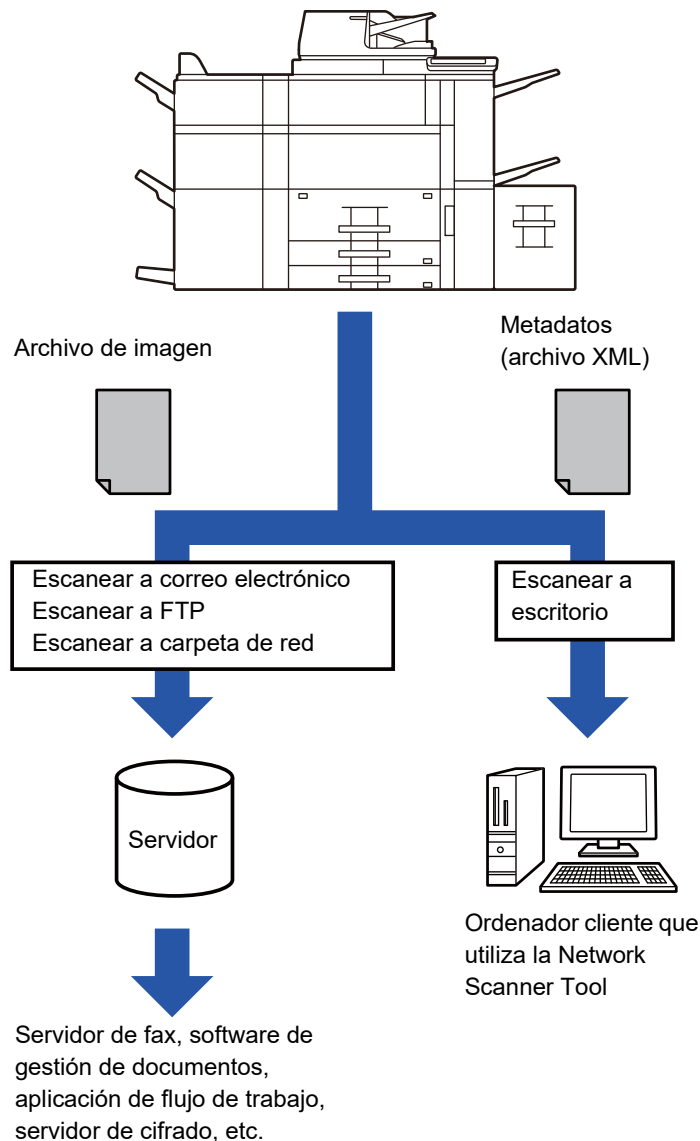 Archivo de imagen
Metadatos
(archivo XML)
Escanear a correo electrónico
Escanear a FTP
Escanear a carpeta de red
Escanear a
escritorio
Servidor
Ordenador cliente que
utiliza la Network
Scanner Tool
Servidor de fax, software de
gestión de documentos,
aplicación de flujo de trabajo,
servidor de cifrado, etc.